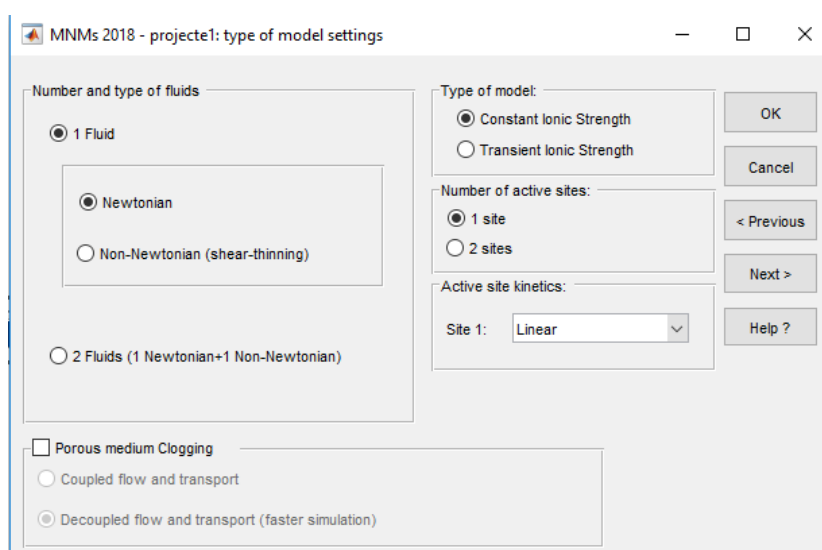 MNMs 2018 - projecte1: type of model settings
Number and type of fluids
1 Fluid
Newtonian
Non-Newtonian (shear-thinning)
2 Fluids (1 Newtonian+1 Non-Newtonian)
Type of model:
Constant Ionic Strength
Transient Ionic Strength
Number of active sites:
1 site
2 sites
Active site kinetics:
Site 1: Linear
OK
Cancel
< Previous
Next >
Help ?
Porous medium Clogging
Coupled flow and transport
Decoupled flow and transport (faster simulation)